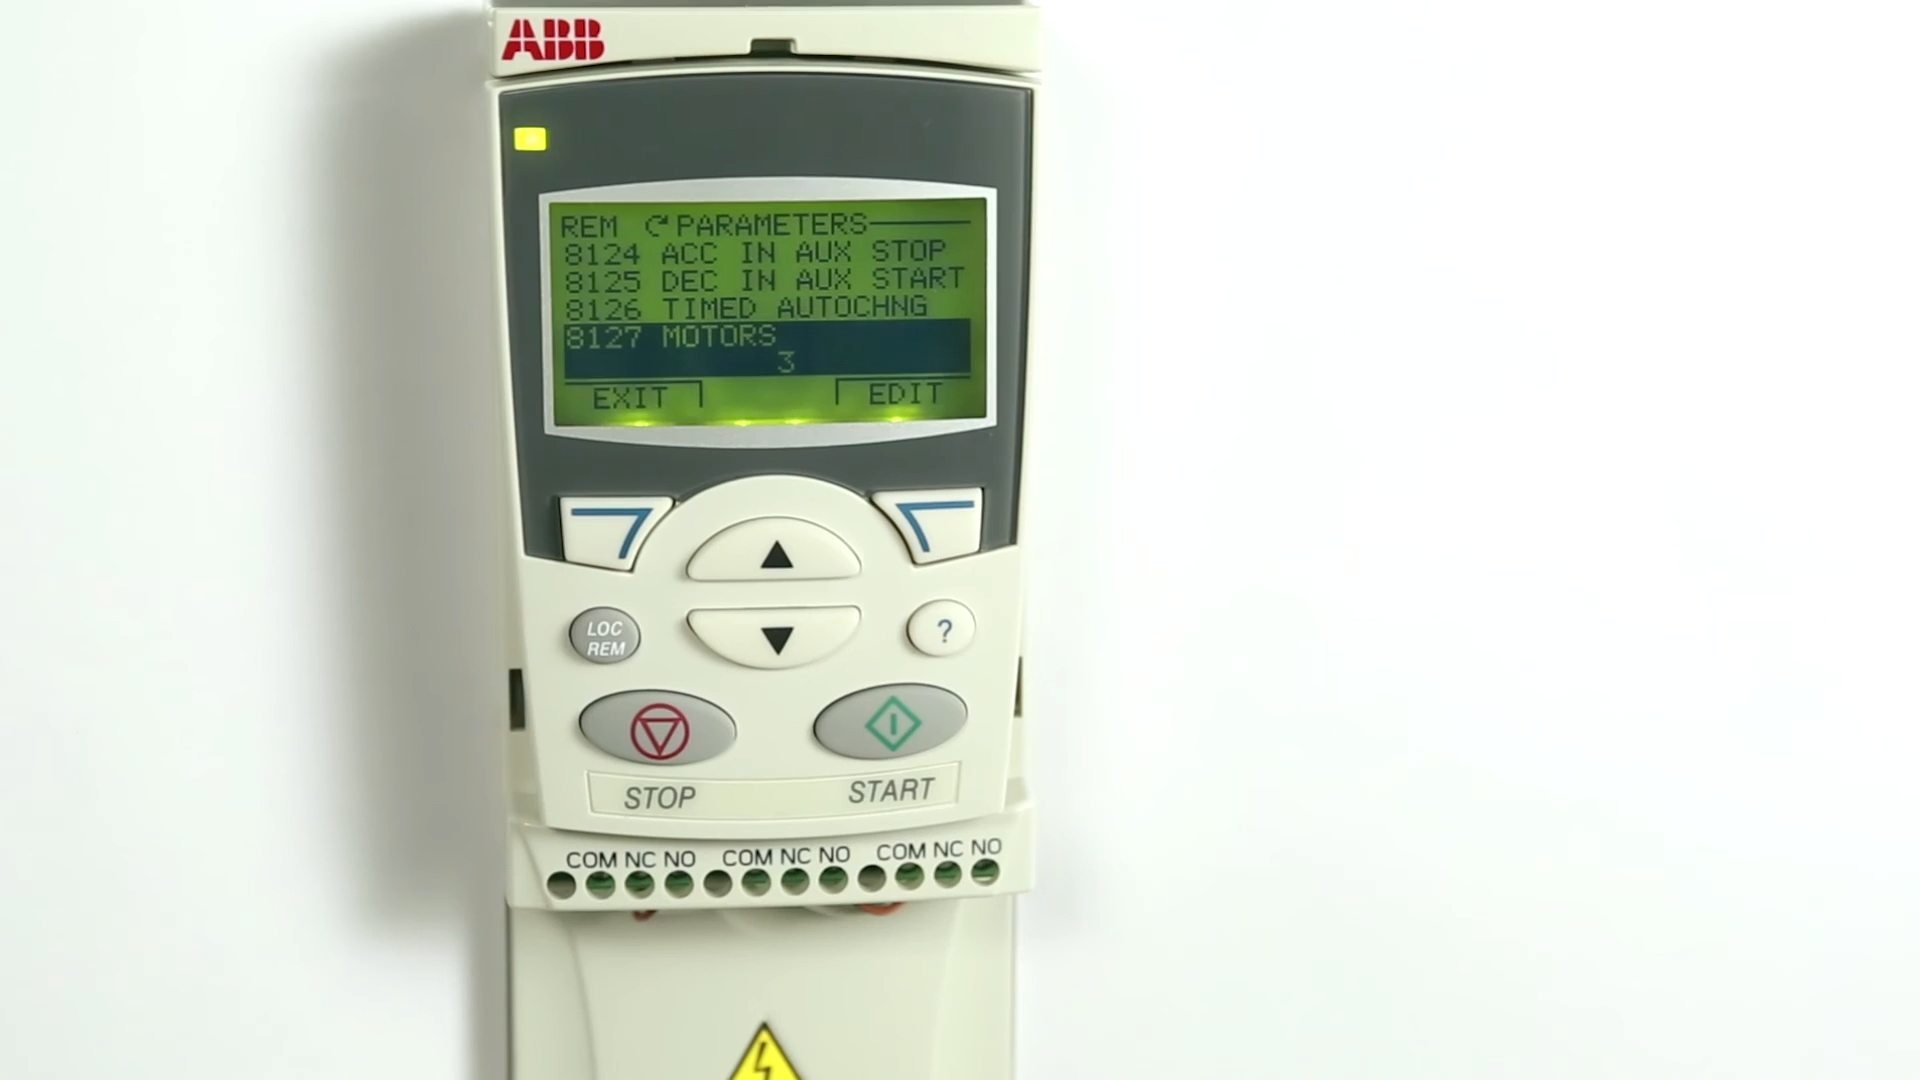 ABB
REM ↻PARAMETERS
8124 ACC IN AUX STOP
8125 DEC IN AUX START
8126 TIMED AUTOCHNG
8127 MOTORS
3
EXIT EDIT
LOC
REM
?
STOP START
COM NC NO COM NC NO COM NC NO